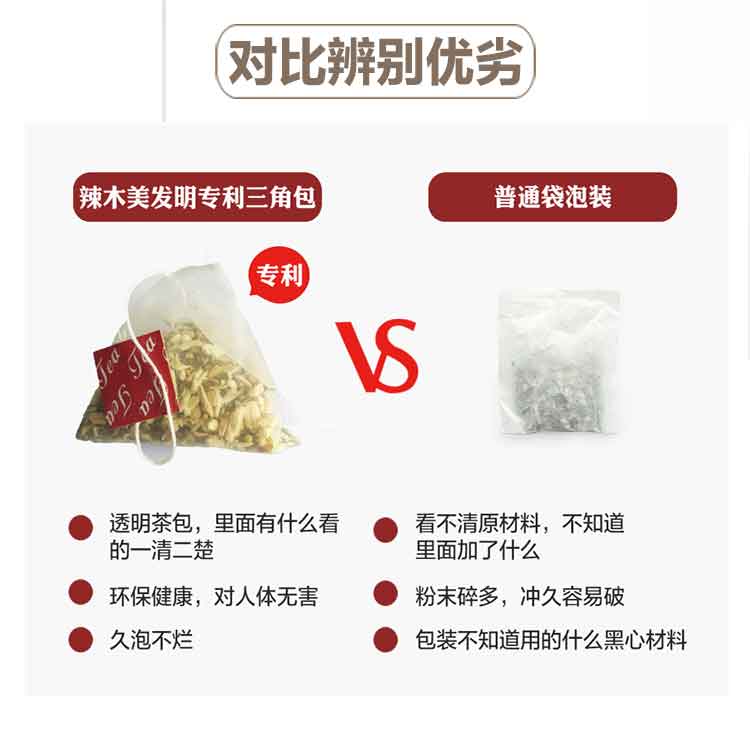 对比辨别优劣
辣木美发明专利三角包
普通袋泡装
专利
VS
Tea
Tea
Tea
Tea
透明茶包，里面有什么看
的一清二楚
环保健康，对人体无害
久泡不烂
看不清原材料，不知道
里面加了什么
粉末碎多，冲久容易破
包装不知道用的什么黑心材料